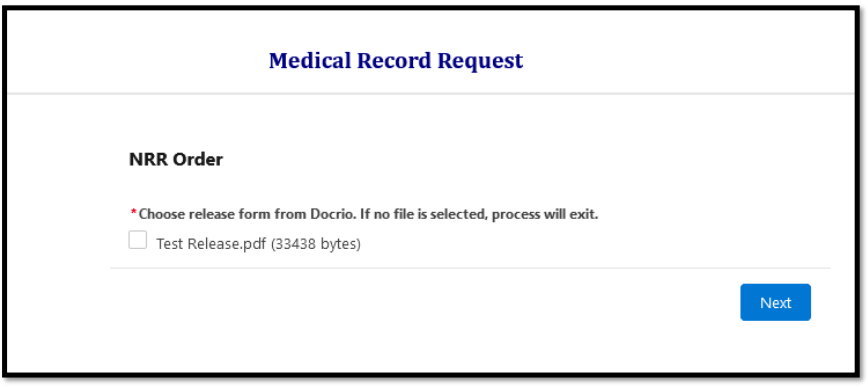 Medical Record Request
NRR Order
*Choose release form from Docrio. If no file is selected, process will exit.
Test Release.pdf (33438 bytes)
Next